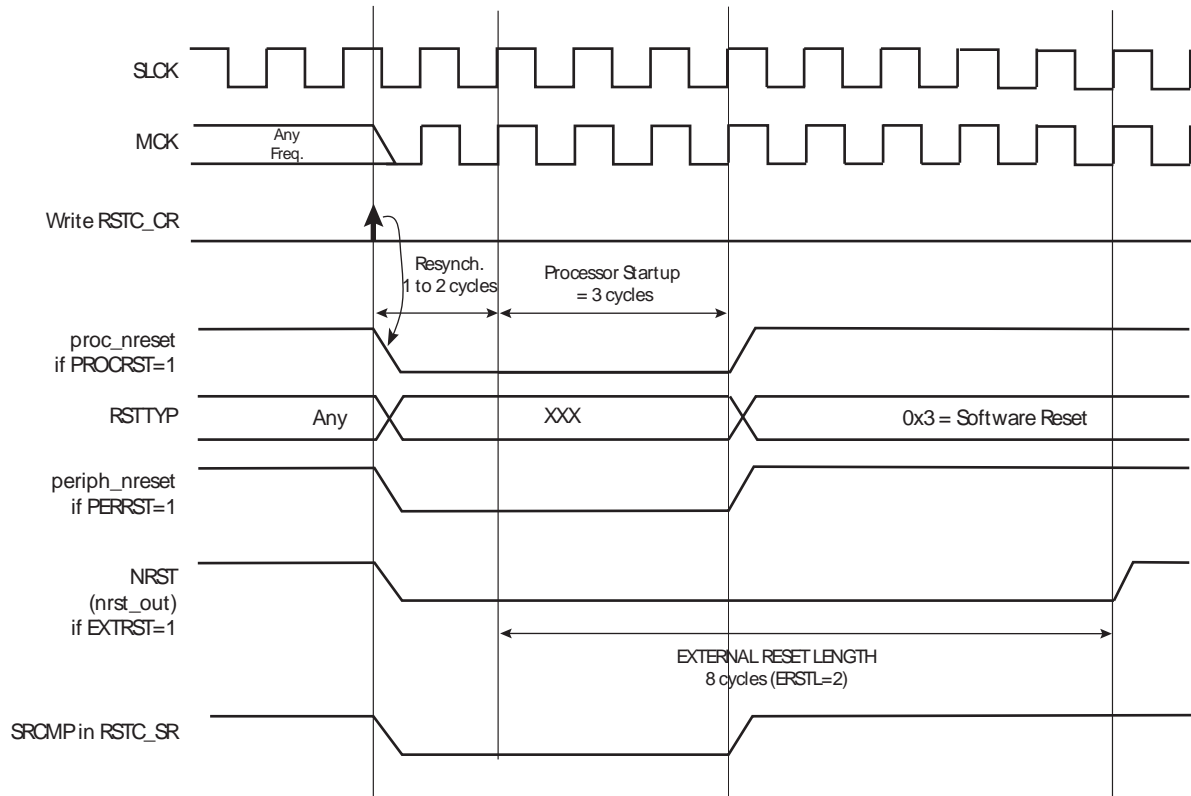 SLCK
MCK
Any
Freq.
Write RSTC_CR
Resynch.
1 to 2 cycles
Processor Startup
= 3 cycles
proc_nreset
if PROCRST=1
RSTTYP
Any
XXX
0x3 = Software Reset
periph_nreset
if PERRST=1
NRST
(nrst_out)
if EXTRST=1
EXTERNAL RESET LENGTH
8 cycles (ERSTL=2)
SRCMP in RSTC_SR